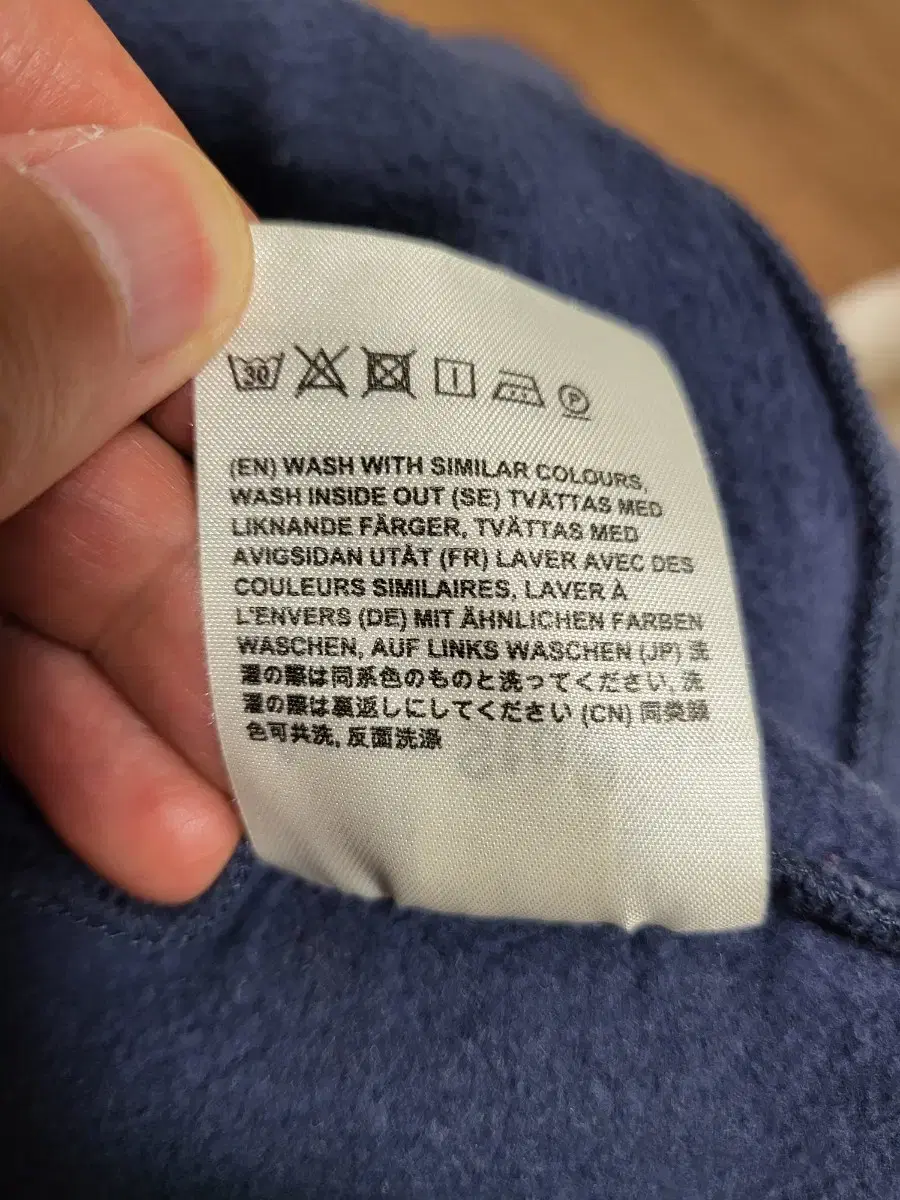 30
P
(EN) WASH WITH SIMILAR COLOURS,
WASH INSIDE OUT (SE) TVÄTTAS MED
LIKNANDE FÄRGER, TVÄTTAS MED
AVIGSIDAN UTÅT (FR) LAVER AVEC DES
COULEURS SIMILAIRES, LAVER À
L'ENVERS (DE) MIT ÄHNLICHEN FARBEN
WASCHEN, AUF LINKS WASCHEN (JP) 洗
濯の際は同系色のものと洗ってください, 洗
濯の際は裏返しにしてください (CN) 同类颜
色可共洗, 反面洗涤